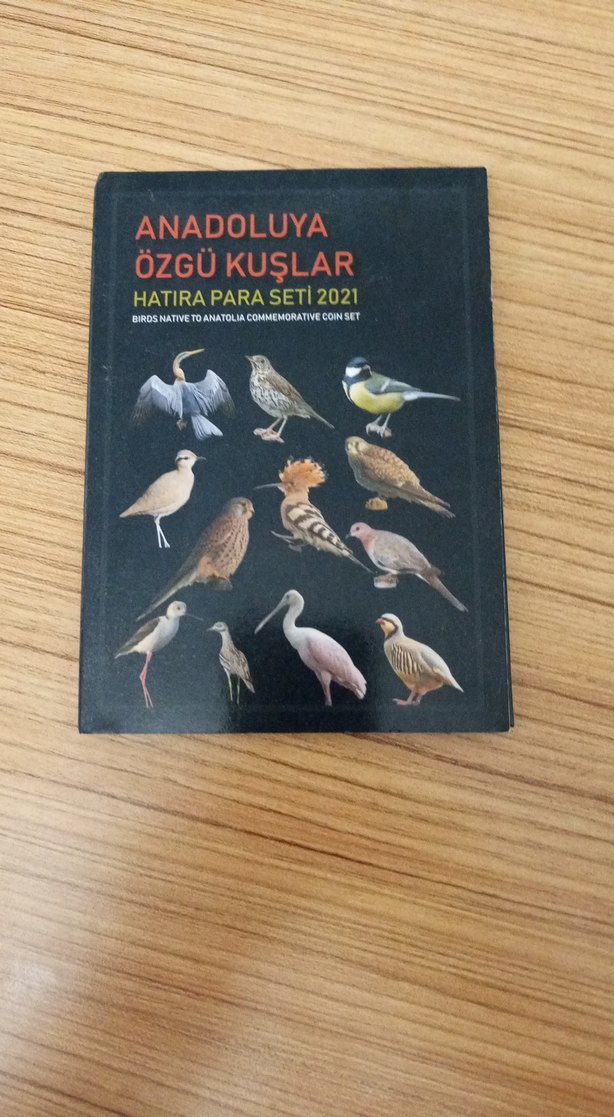 ANADOLUYA
ÖZGÜ KUŞLAR
HATIRA PARA SETİ 2021
BIRDS NATIVE TO ANATOLIA COMMEMORATIVE COIN SET